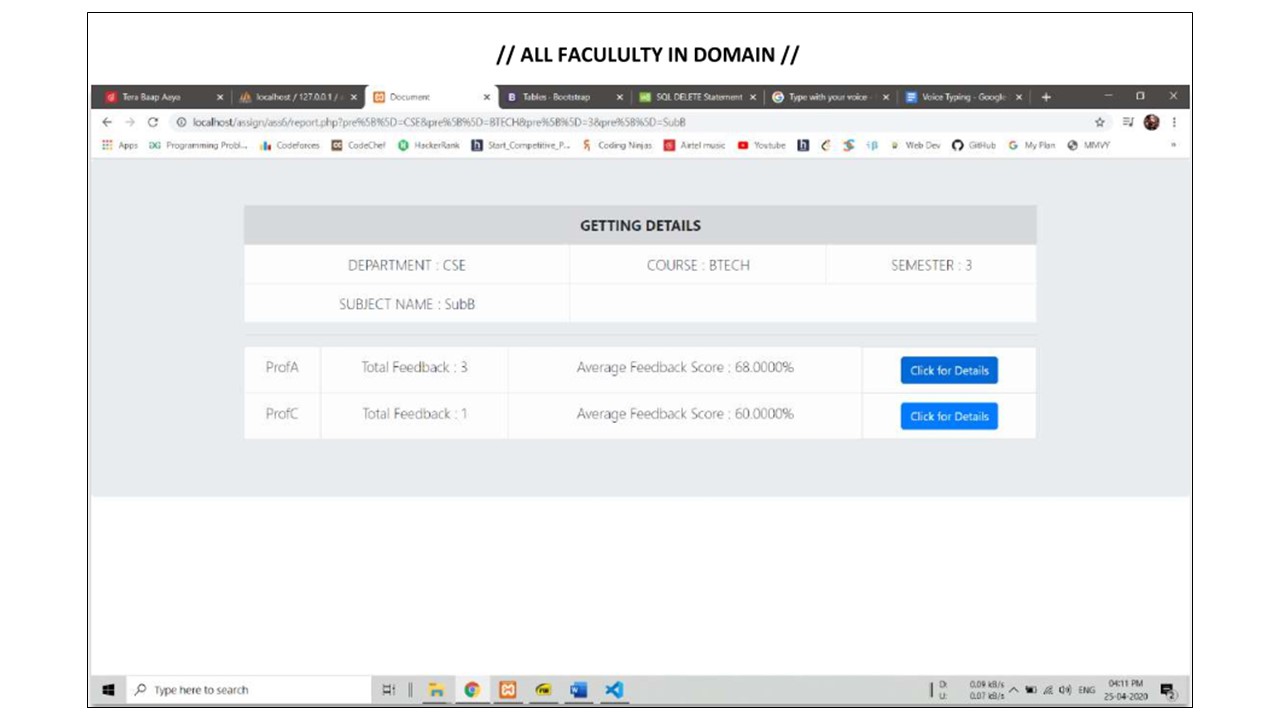 // ALL FACULULTY IN DOMAIN //
Tera Baap Aaya localhost / 127.0.0.1 / Document Tables · Bootstrap SQL DELETE Statement Type with your voice - Voice Typing - Google
localhost/assign/ass6/report.php?pre%5B%5D=CSE&pre%5B%5D=BTECH&pre%5B%5D=3&pre%5B%5D=SubB
Apps Programming Probl... Codeforces CodeChef HackerRank Start_Competitive_P... Coding Ninjas Airtel music Youtube Web Dev GitHub My Plan MMVY »
GETTING DETAILS
DEPARTMENT : CSE COURSE : BTECH SEMESTER : 3
SUBJECT NAME : SubB
ProfA Total Feedback : 3 Average Feedback Score : 68.0000% Click for Details
ProfC Total Feedback : 1 Average Feedback Score : 60.0000% Click for Details
Type here to search
D: 0.09 kB/s ENG 04:11 PM
U: 0.07 kB/s 25-04-2020 2